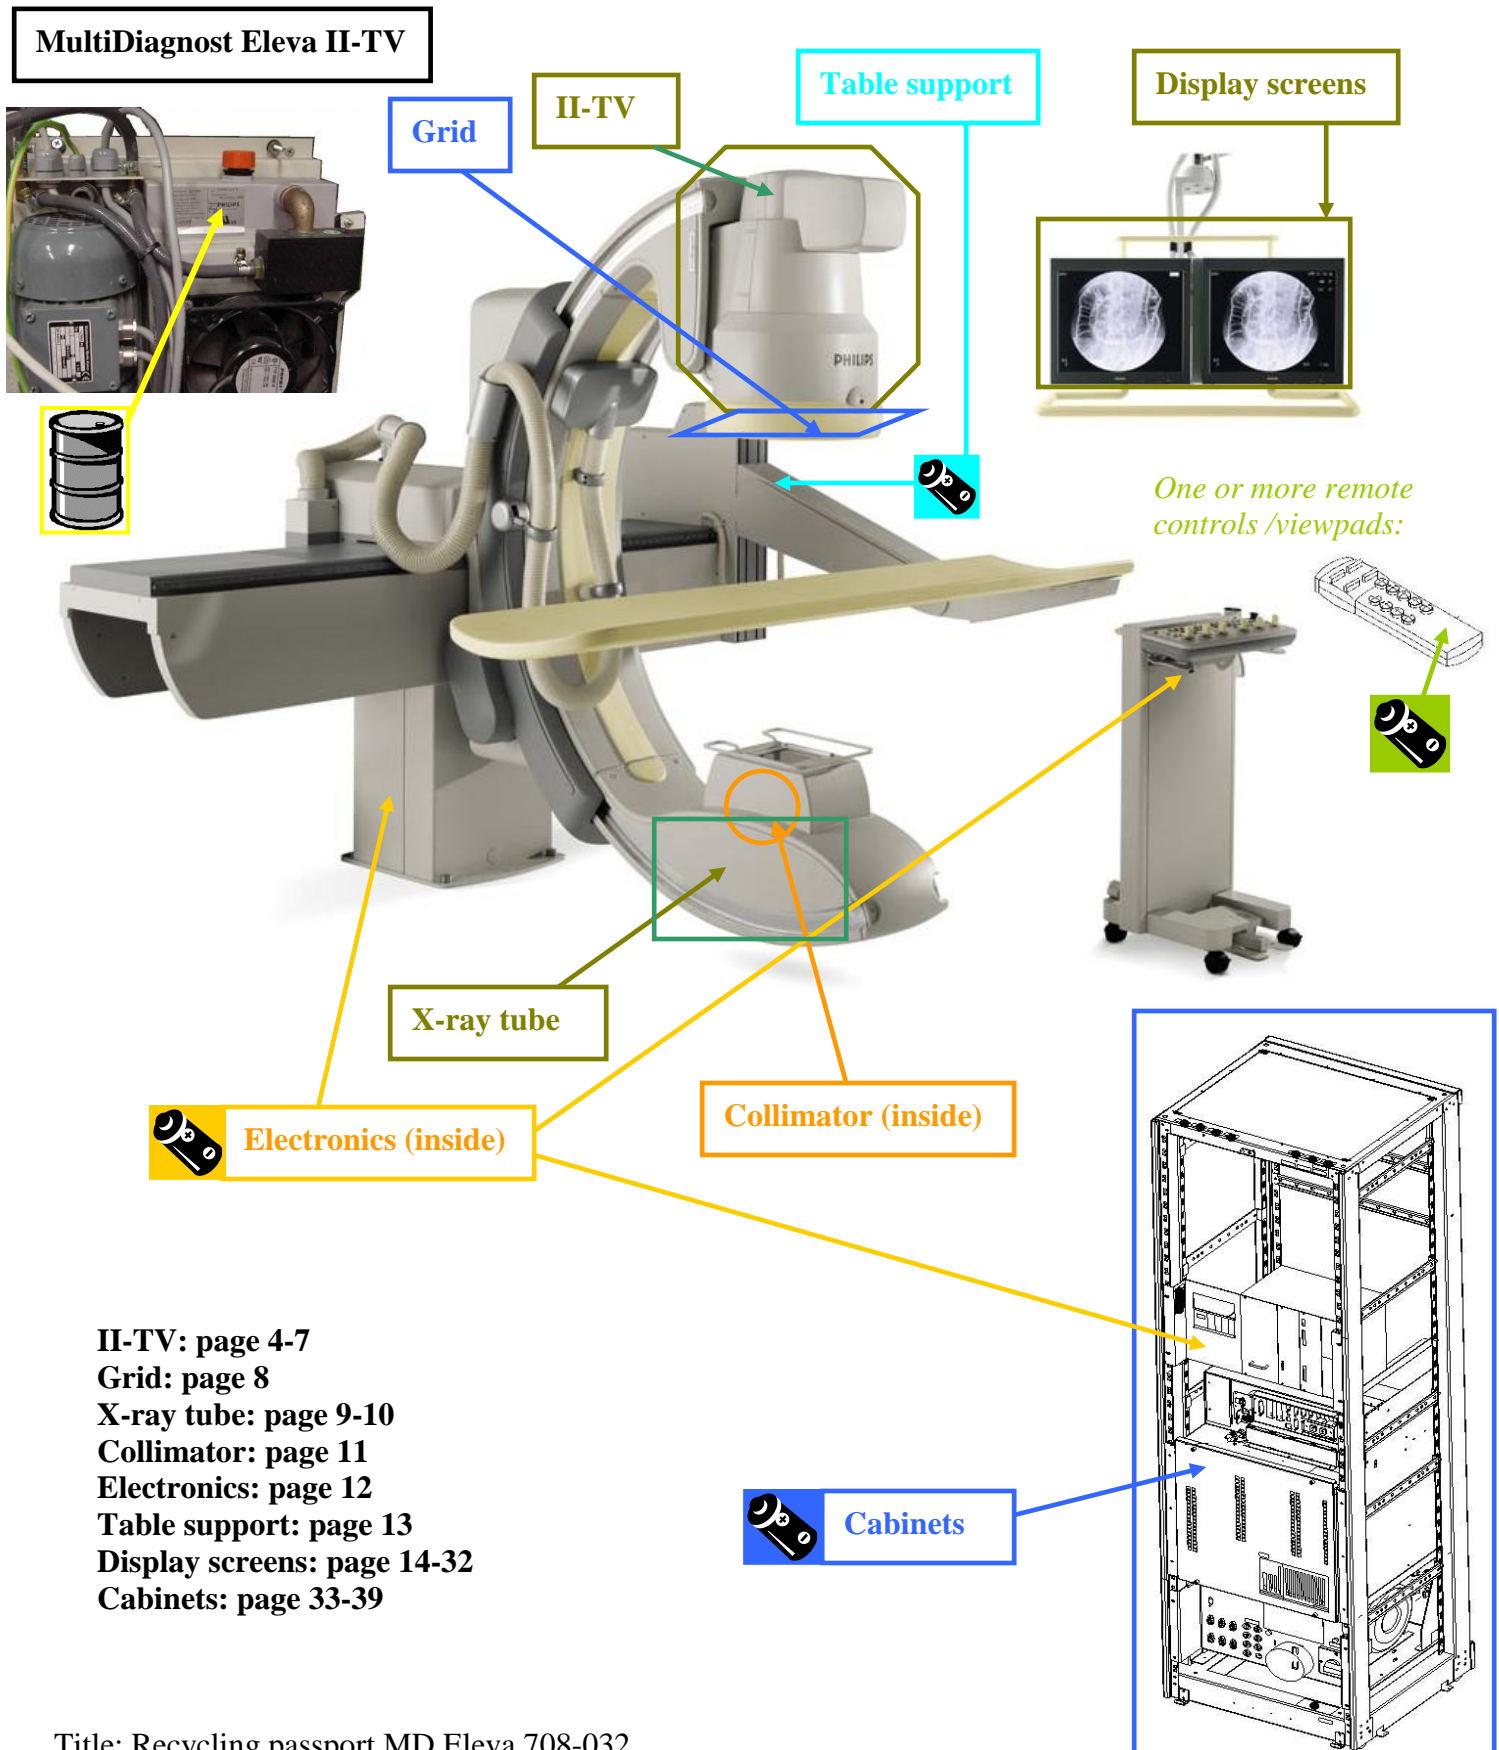 MultiDiagnost Eleva II-TV
Grid
II-TV
Table support
Display screens
PHILIPS
One or more remote
controls /viewpads:
X-ray tube
Collimator (inside)
Electronics (inside)
Cabinets
II-TV: page 4-7
Grid: page 8
X-ray tube: page 9-10
Collimator: page 11
Electronics: page 12
Table support: page 13
Display screens: page 14-32
Cabinets: page 33-39
Title: Recycling passport MD Eleva 708-032